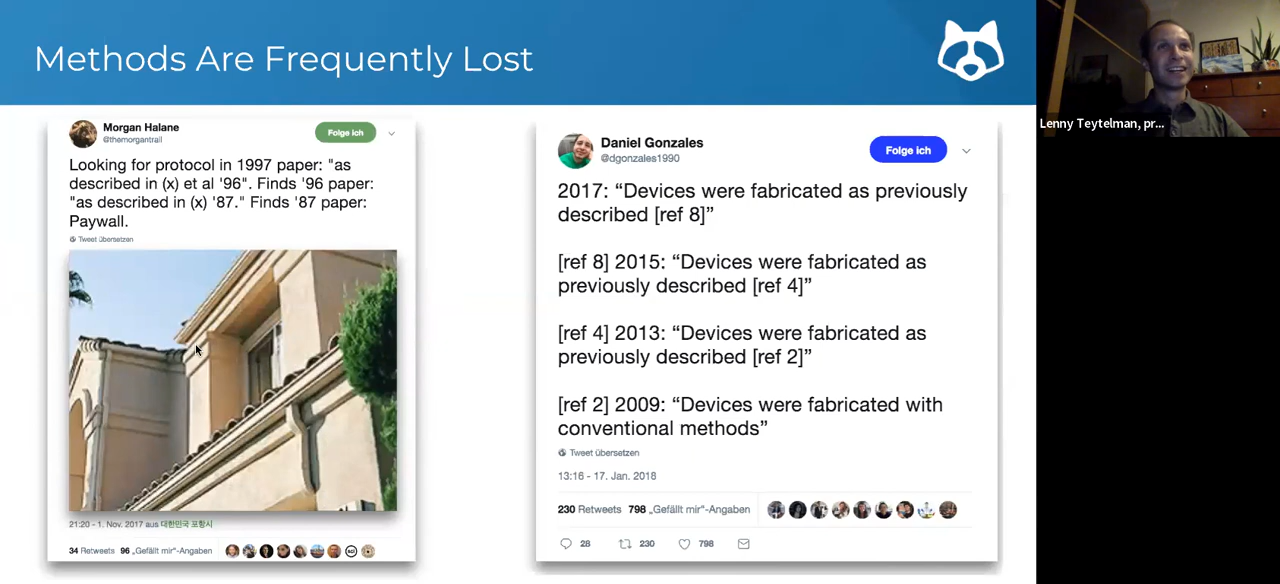 Methods Are Frequently Lost
Lenny Teytelman, pr...
Morgan Halane
@themorgantrail
Folge ich
Looking for protocol in 1997 paper: "as
described in (x) et al '96". Finds '96 paper:
"as described in (x) '87." Finds '87 paper:
Paywall.
Tweet übersetzen
21:20 - 1. Nov. 2017 aus 대한민국 포항시
34 Retweets 96 „Gefällt mir“-Angaben
Daniel Gonzales
@dgonzales1990
Folge ich
2017: “Devices were fabricated as previously
described [ref 8]”
[ref 8] 2015: “Devices were fabricated as
previously described [ref 4]”
[ref 4] 2013: “Devices were fabricated as
previously described [ref 2]”
[ref 2] 2009: “Devices were fabricated with
conventional methods”
Tweet übersetzen
13:16 - 17. Jan. 2018
230 Retweets 798 „Gefällt mir“-Angaben
28 230 798